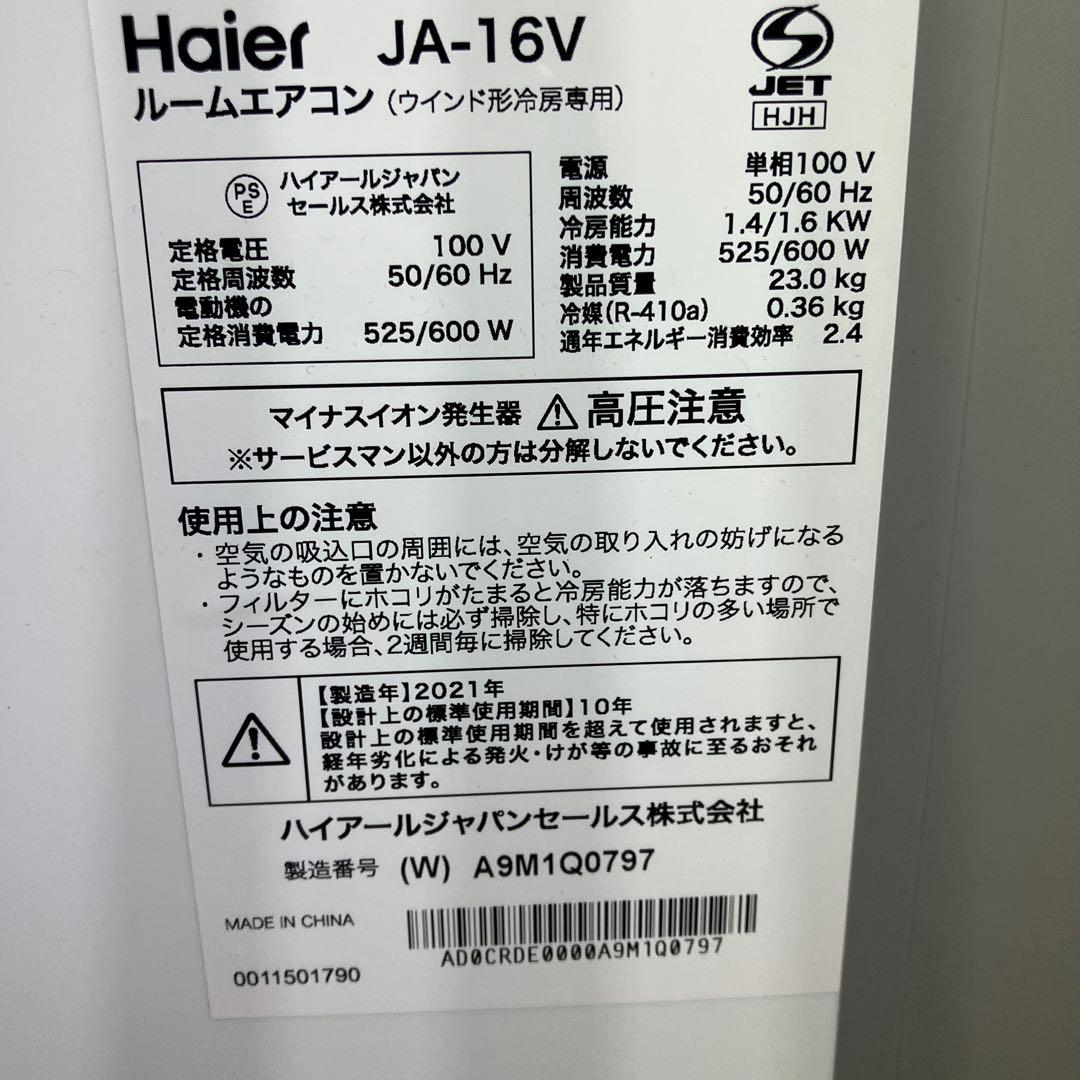 Haier JA-16V
ルームエアコン(ウインド形冷房専用)
JET
HJH
PS
E
ハイアールジャパン
セールス株式会社
定格電圧 100 V
定格周波数 50/60 Hz
電動機の
定格消費電力 525/600 W
電源 単相100 V
周波数 50/60 Hz
冷房能力 1.4/1.6 KW
消費電力 525/600 W
製品質量 23.0 kg
冷媒(R-410a) 0.36 kg
通年エネルギー消費効率 2.4
マイナスイオン発生器 ⚠高圧注意
※サービスマン以外の方は分解しないでください。
使用上の注意
・空気の吸込口の周囲には、空気の取り入れの妨げになる
ようなものを置かないでください。
・フィルターにホコリがたまると冷房能力が落ちますので、
シーズンの始めには必ず掃除し、特にホコリの多い場所で
使用する場合、2週間毎に掃除してください。
【製造年】2021年
【設計上の標準使用期間】10年
設計上の標準使用期間を超えて使用されますと、
経年劣化による発火・けが等の事故に至るおそれ
があります。
ハイアールジャパンセールス株式会社
製造番号 (W) A9M1Q0797
MADE IN CHINA
AD0CRDE0000A9M1Q0797
0011501790